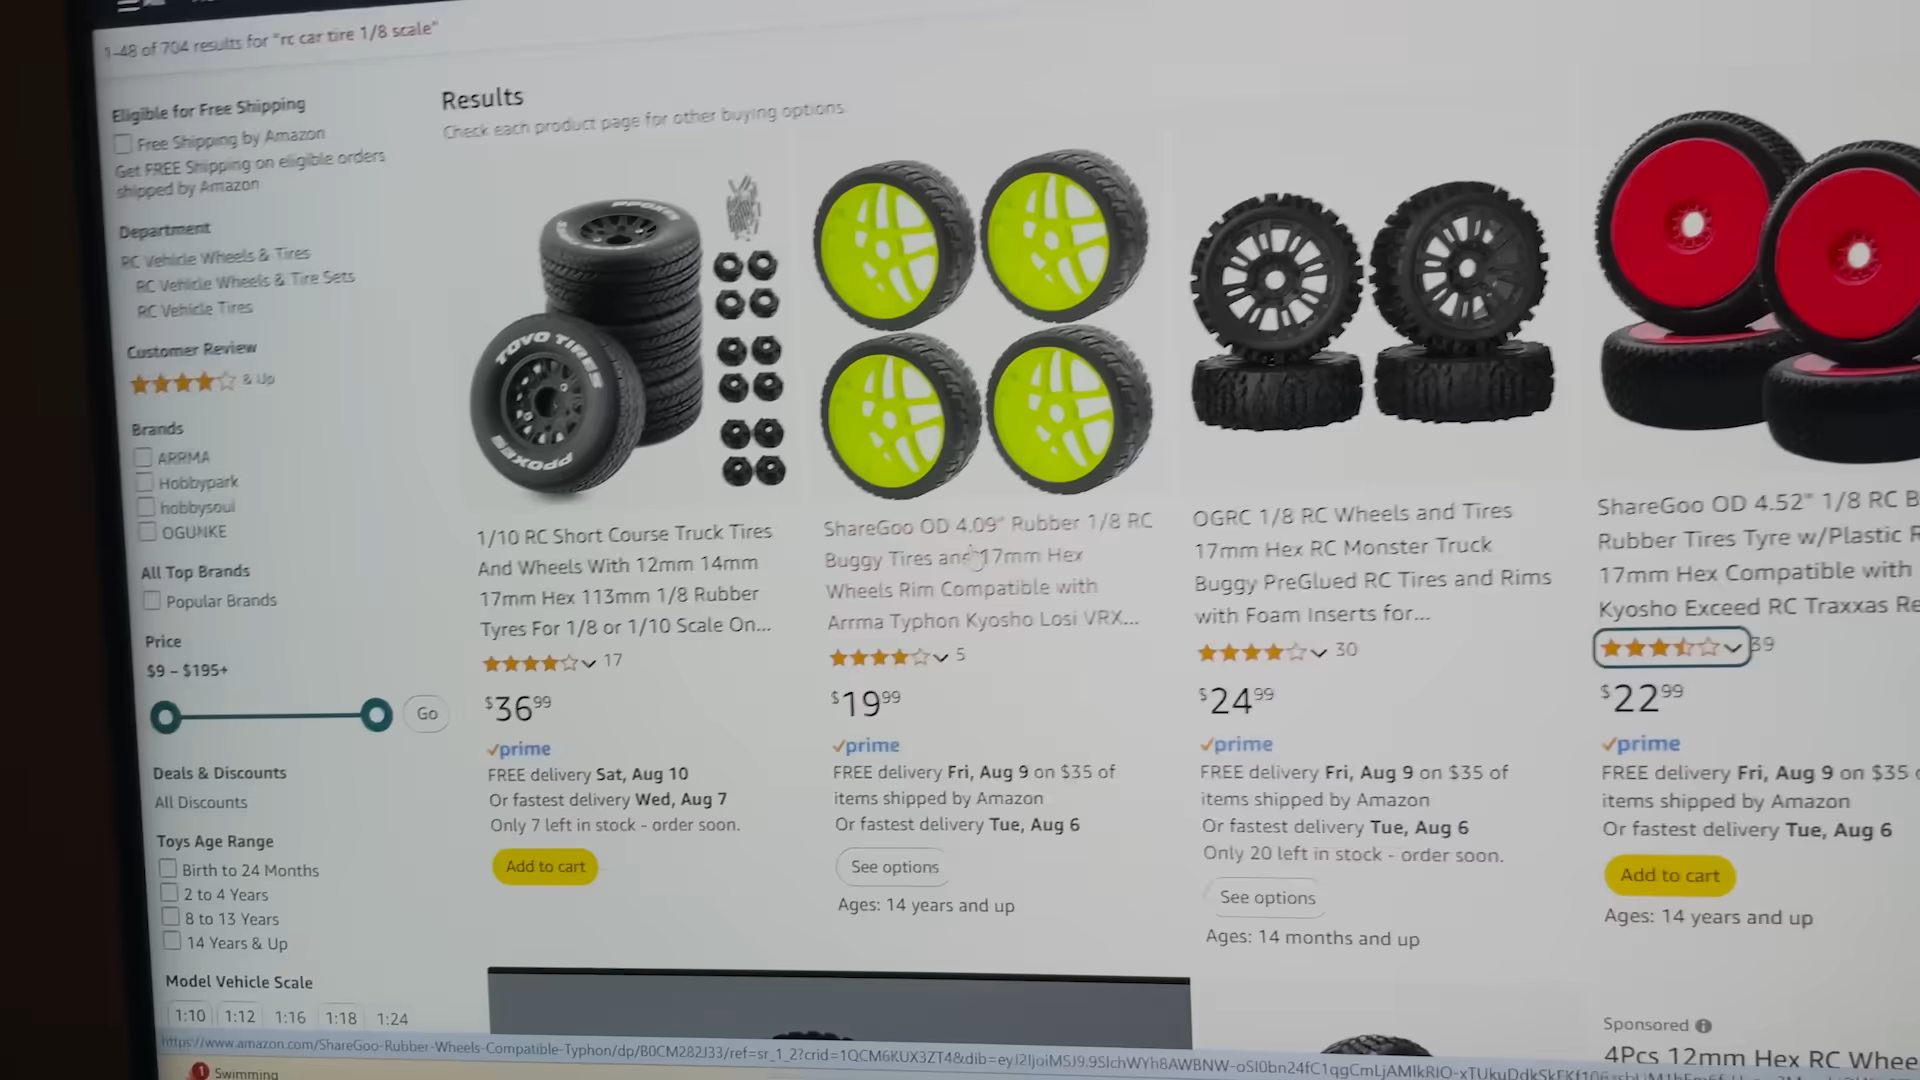 1-48 of 704 results for "rc car tire 1/8 scale"
Eligible for Free Shipping
Free Shipping by Amazon
Get FREE Shipping on eligible orders
shipped by Amazon
Department
RC Vehicle Wheels & Tires
RC Vehicle Wheels & Tire Sets
RC Vehicle Tires
Customer Review
& Up
Brands
ARRMA
Hobbypark
hobbysoul
OGUNKE
All Top Brands
Popular Brands
Price
$9 – $195+
Go
Deals & Discounts
All Discounts
Toys Age Range
Birth to 24 Months
2 to 4 Years
8 to 13 Years
14 Years & Up
Model Vehicle Scale
1:10 1:12 1:16 1:18 1:24
Results
Check each product page for other buying options.
PPOXES
TOVO TIRES
PPOXES
1/10 RC Short Course Truck Tires
And Wheels With 12mm 14mm
17mm Hex 113mm 1/8 Rubber
Tyres For 1/8 or 1/10 Scale On...
17
$36.99
prime
FREE delivery Sat, Aug 10
Or fastest delivery Wed, Aug 7
Only 7 left in stock - order soon.
Add to cart
ShareGoo OD 4.09" Rubber 1/8 RC
Buggy Tires and 17mm Hex
Wheels Rim Compatible with
Arrma Typhon Kyosho Losi VRX...
5
$19.99
prime
FREE delivery Fri, Aug 9 on $35 of
items shipped by Amazon
Or fastest delivery Tue, Aug 6
See options
Ages: 14 years and up
OGRC 1/8 RC Wheels and Tires
17mm Hex RC Monster Truck
Buggy PreGlued RC Tires and Rims
with Foam Inserts for...
30
$24.99
prime
FREE delivery Fri, Aug 9 on $35 of
items shipped by Amazon
Or fastest delivery Tue, Aug 6
Only 20 left in stock - order soon.
See options
Ages: 14 months and up
ShareGoo OD 4.52" 1/8 RC B
Rubber Tires Tyre w/Plastic R
17mm Hex Compatible with
Kyosho Exceed RC Traxxas Re
39
$22.99
prime
FREE delivery Fri, Aug 9 on $35
items shipped by Amazon
Or fastest delivery Tue, Aug 6
Add to cart
Ages: 14 years and up
Sponsored
4Pcs 12mm Hex RC Whee
1 Swimming